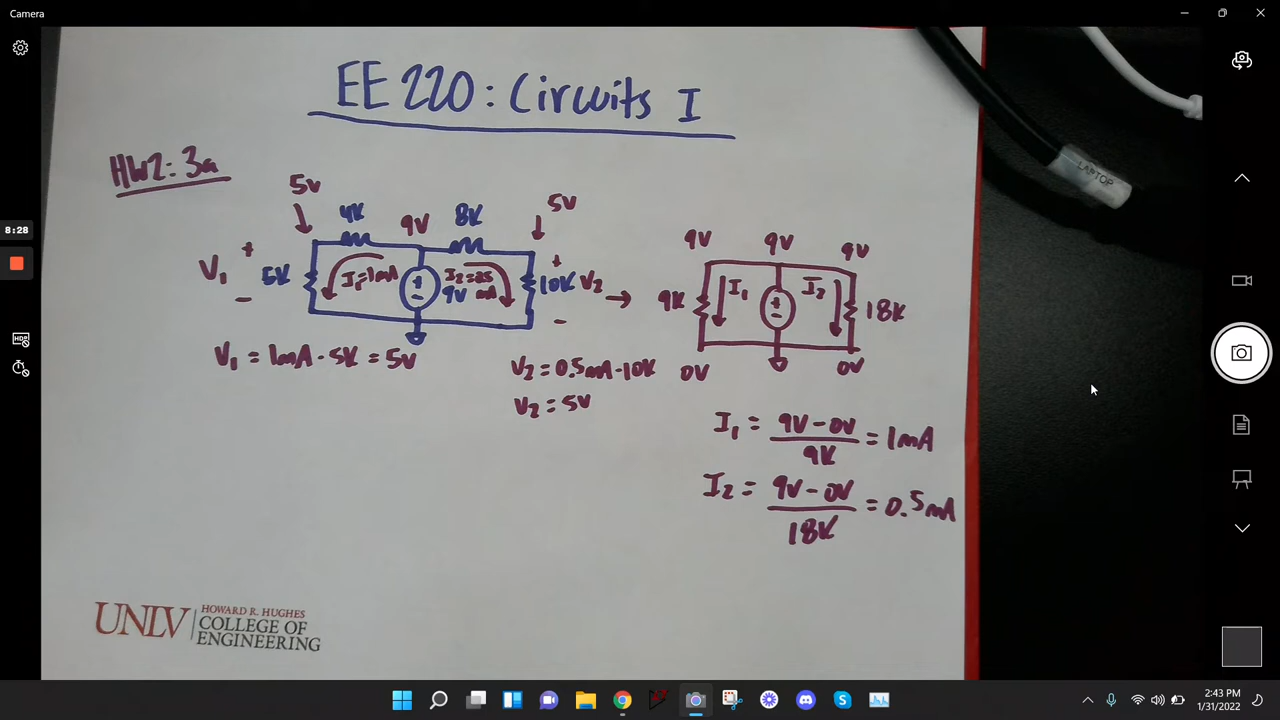 Camera
EE 220: Circuits I
HW2: 3a
5V
5V
4K
9V
8K
V₁
+
−
5K
I₁=1mA
+
−
9V
mA
10K
+
V₂
−
9V
9V
9V
9K
I₁
+
−
I₂
18K
0V
0V
V₁ = 1mA·5K = 5V
V₂ = 0.5mA·10K
V₂ = 5V
I₁ = 9V-0V / 9K = 1mA
I₂ = 9V-0V / 18K = 0.5mA
LAPTOP
8:28
HDR
UNLV
HOWARD R. HUGHES
COLLEGE OF
ENGINEERING
2:43 PM
1/31/2022